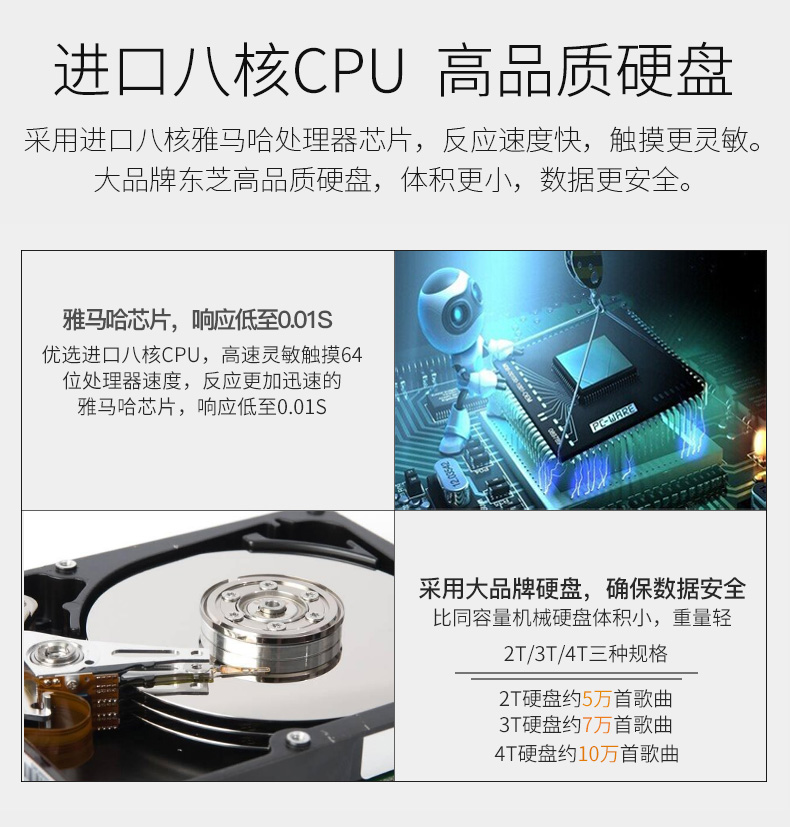 进口八核CPU 高品质硬盘
采用进口八核雅马哈处理器芯片，反应速度快，触摸更灵敏。
大品牌东芝高品质硬盘，体积更小，数据更安全。
雅马哈芯片，响应低至0.01S
优选进口八核CPU，高速灵敏触摸64
位处理器速度，反应更加迅速的
雅马哈芯片，响应低至0.01S
PC-WARE
12.03542
采用大品牌硬盘，确保数据安全
比同容量机械硬盘体积小，重量轻
2T/3T/4T三种规格
2T硬盘约5万首歌曲
3T硬盘约7万首歌曲
4T硬盘约10万首歌曲